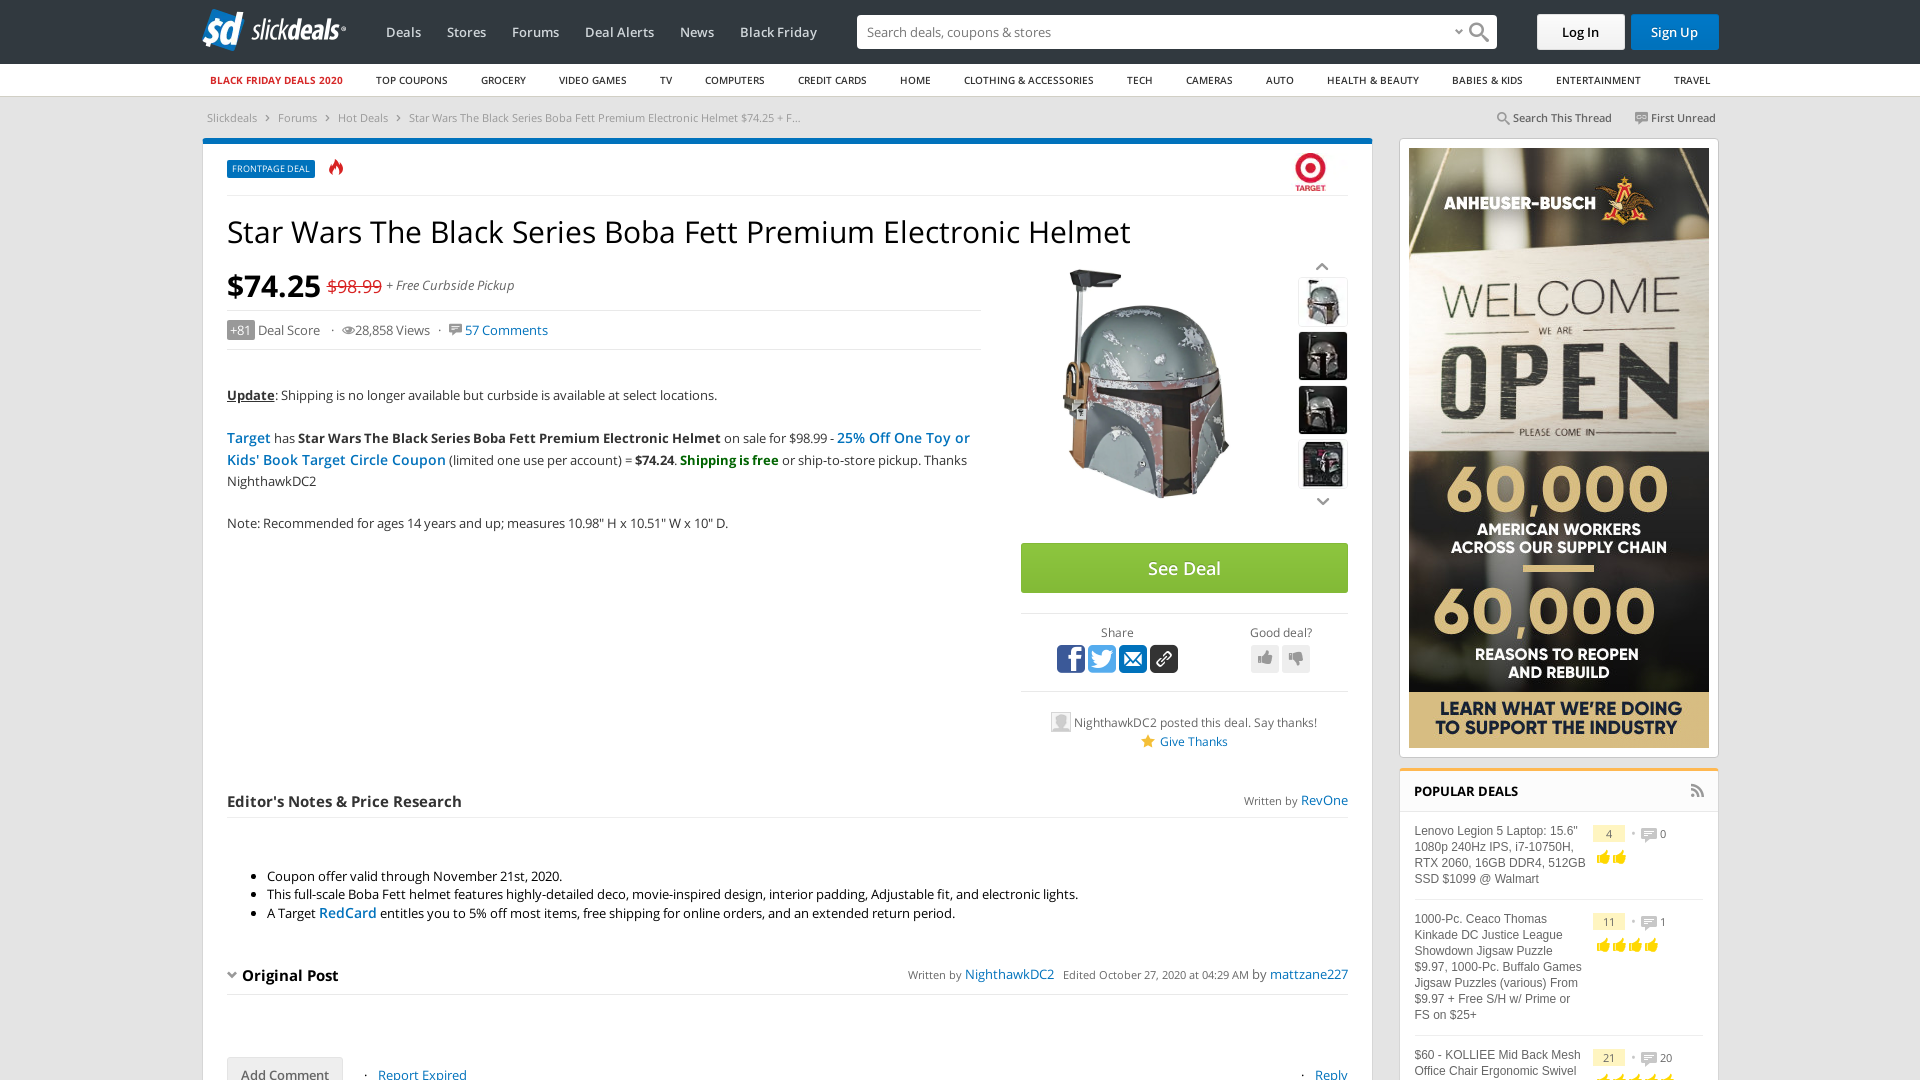 slickdeals
Deals
Stores
Forums
Deal Alerts
News
Black Friday
Search deals, coupons & stores
Log In
Sign Up
BLACK FRIDAY DEALS 2020
TOP COUPONS
GROCERY
VIDEO GAMES
TV
COMPUTERS
CREDIT CARDS
HOME
CLOTHING & ACCESSORIES
TECH
CAMERAS
AUTO
HEALTH & BEAUTY
BABIES & KIDS
ENTERTAINMENT
TRAVEL
Slickdeals › Forums › Hot Deals › Star Wars The Black Series Boba Fett Premium Electronic Helmet $74.25 + F...
Search This Thread
First Unread
FRONTPAGE DEAL
TARGET
Star Wars The Black Series Boba Fett Premium Electronic Helmet
$74.25 $98.99 + Free Curbside Pickup
+81 Deal Score · 28,858 Views · 57 Comments
Update: Shipping is no longer available but curbside is available at select locations.
Target has Star Wars The Black Series Boba Fett Premium Electronic Helmet on sale for $98.99 - 25% Off One Toy or
Kids' Book Target Circle Coupon (limited one use per account) = $74.24. Shipping is free or ship-to-store pickup. Thanks
NighthawkDC2
Note: Recommended for ages 14 years and up; measures 10.98" H x 10.51" W x 10" D.
See Deal
Share
Good deal?
NighthawkDC2 posted this deal. Say thanks!
Give Thanks
Editor's Notes & Price Research
Written by RevOne
• Coupon offer valid through November 21st, 2020.
• This full-scale Boba Fett helmet features highly-detailed deco, movie-inspired design, interior padding, Adjustable fit, and electronic lights.
• A Target RedCard entitles you to 5% off most items, free shipping for online orders, and an extended return period.
Original Post
Written by NighthawkDC2 Edited October 27, 2020 at 04:29 AM by mattzane227
Add Comment
· Report Expired
· Reply
ANHEUSER-BUSCH
WELCOME
WE ARE
OPEN
PLEASE COME IN
60,000
AMERICAN WORKERS
ACROSS OUR SUPPLY CHAIN
60,000
REASONS TO REOPEN
AND REBUILD
LEARN WHAT WE'RE DOING
TO SUPPORT THE INDUSTRY
POPULAR DEALS
Lenovo Legion 5 Laptop: 15.6"
1080p 240Hz IPS, i7-10750H,
RTX 2060, 16GB DDR4, 512GB
SSD $1099 @ Walmart
4 • 0
1000-Pc. Ceaco Thomas
Kinkade DC Justice League
Showdown Jigsaw Puzzle
$9.97, 1000-Pc. Buffalo Games
Jigsaw Puzzles (various) From
$9.97 + Free S/H w/ Prime or
FS on $25+
11 • 1
$60 - KOLLIEE Mid Back Mesh
Office Chair Ergonomic Swivel
21 • 20